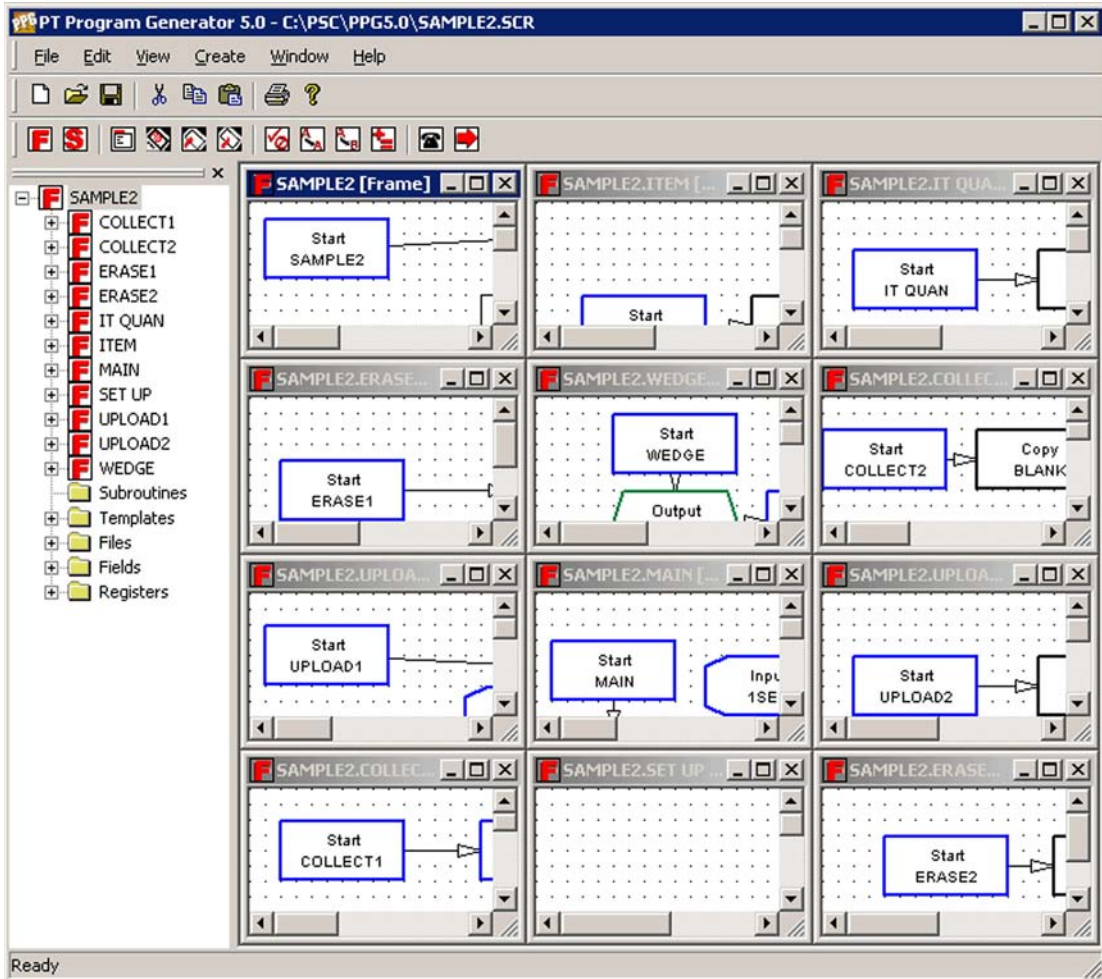 PT Program Generator 5.0 - C:\PSC\PPG5.0\SAMPLE2.SCR
File Edit View Create Window Help
SAMPLE2
COLLECT1
COLLECT2
ERASE1
ERASE2
IT QUAN
ITEM
MAIN
SET UP
UPLOAD1
UPLOAD2
WEDGE
Subroutines
Templates
Files
Fields
Registers
SAMPLE2 [Frame]
Start
SAMPLE2
SAMPLE2.ITEM [...
Start
SAMPLE2.IT QUA...
Start
IT QUAN
SAMPLE2.ERASE...
Start
ERASE1
SAMPLE2.WEDGE...
Start
WEDGE
Output
SAMPLE2.COLLEC...
Start
COLLECT2
Copy
BLANK
SAMPLE2.UPLOA...
Start
UPLOAD1
SAMPLE2.MAIN [...
Start
MAIN
Inpu
1SE
SAMPLE2.UPLOA...
Start
UPLOAD2
SAMPLE2.COLLEC...
Start
COLLECT1
SAMPLE2.SET UP ...
SAMPLE2.ERASE...
Start
ERASE2
Ready